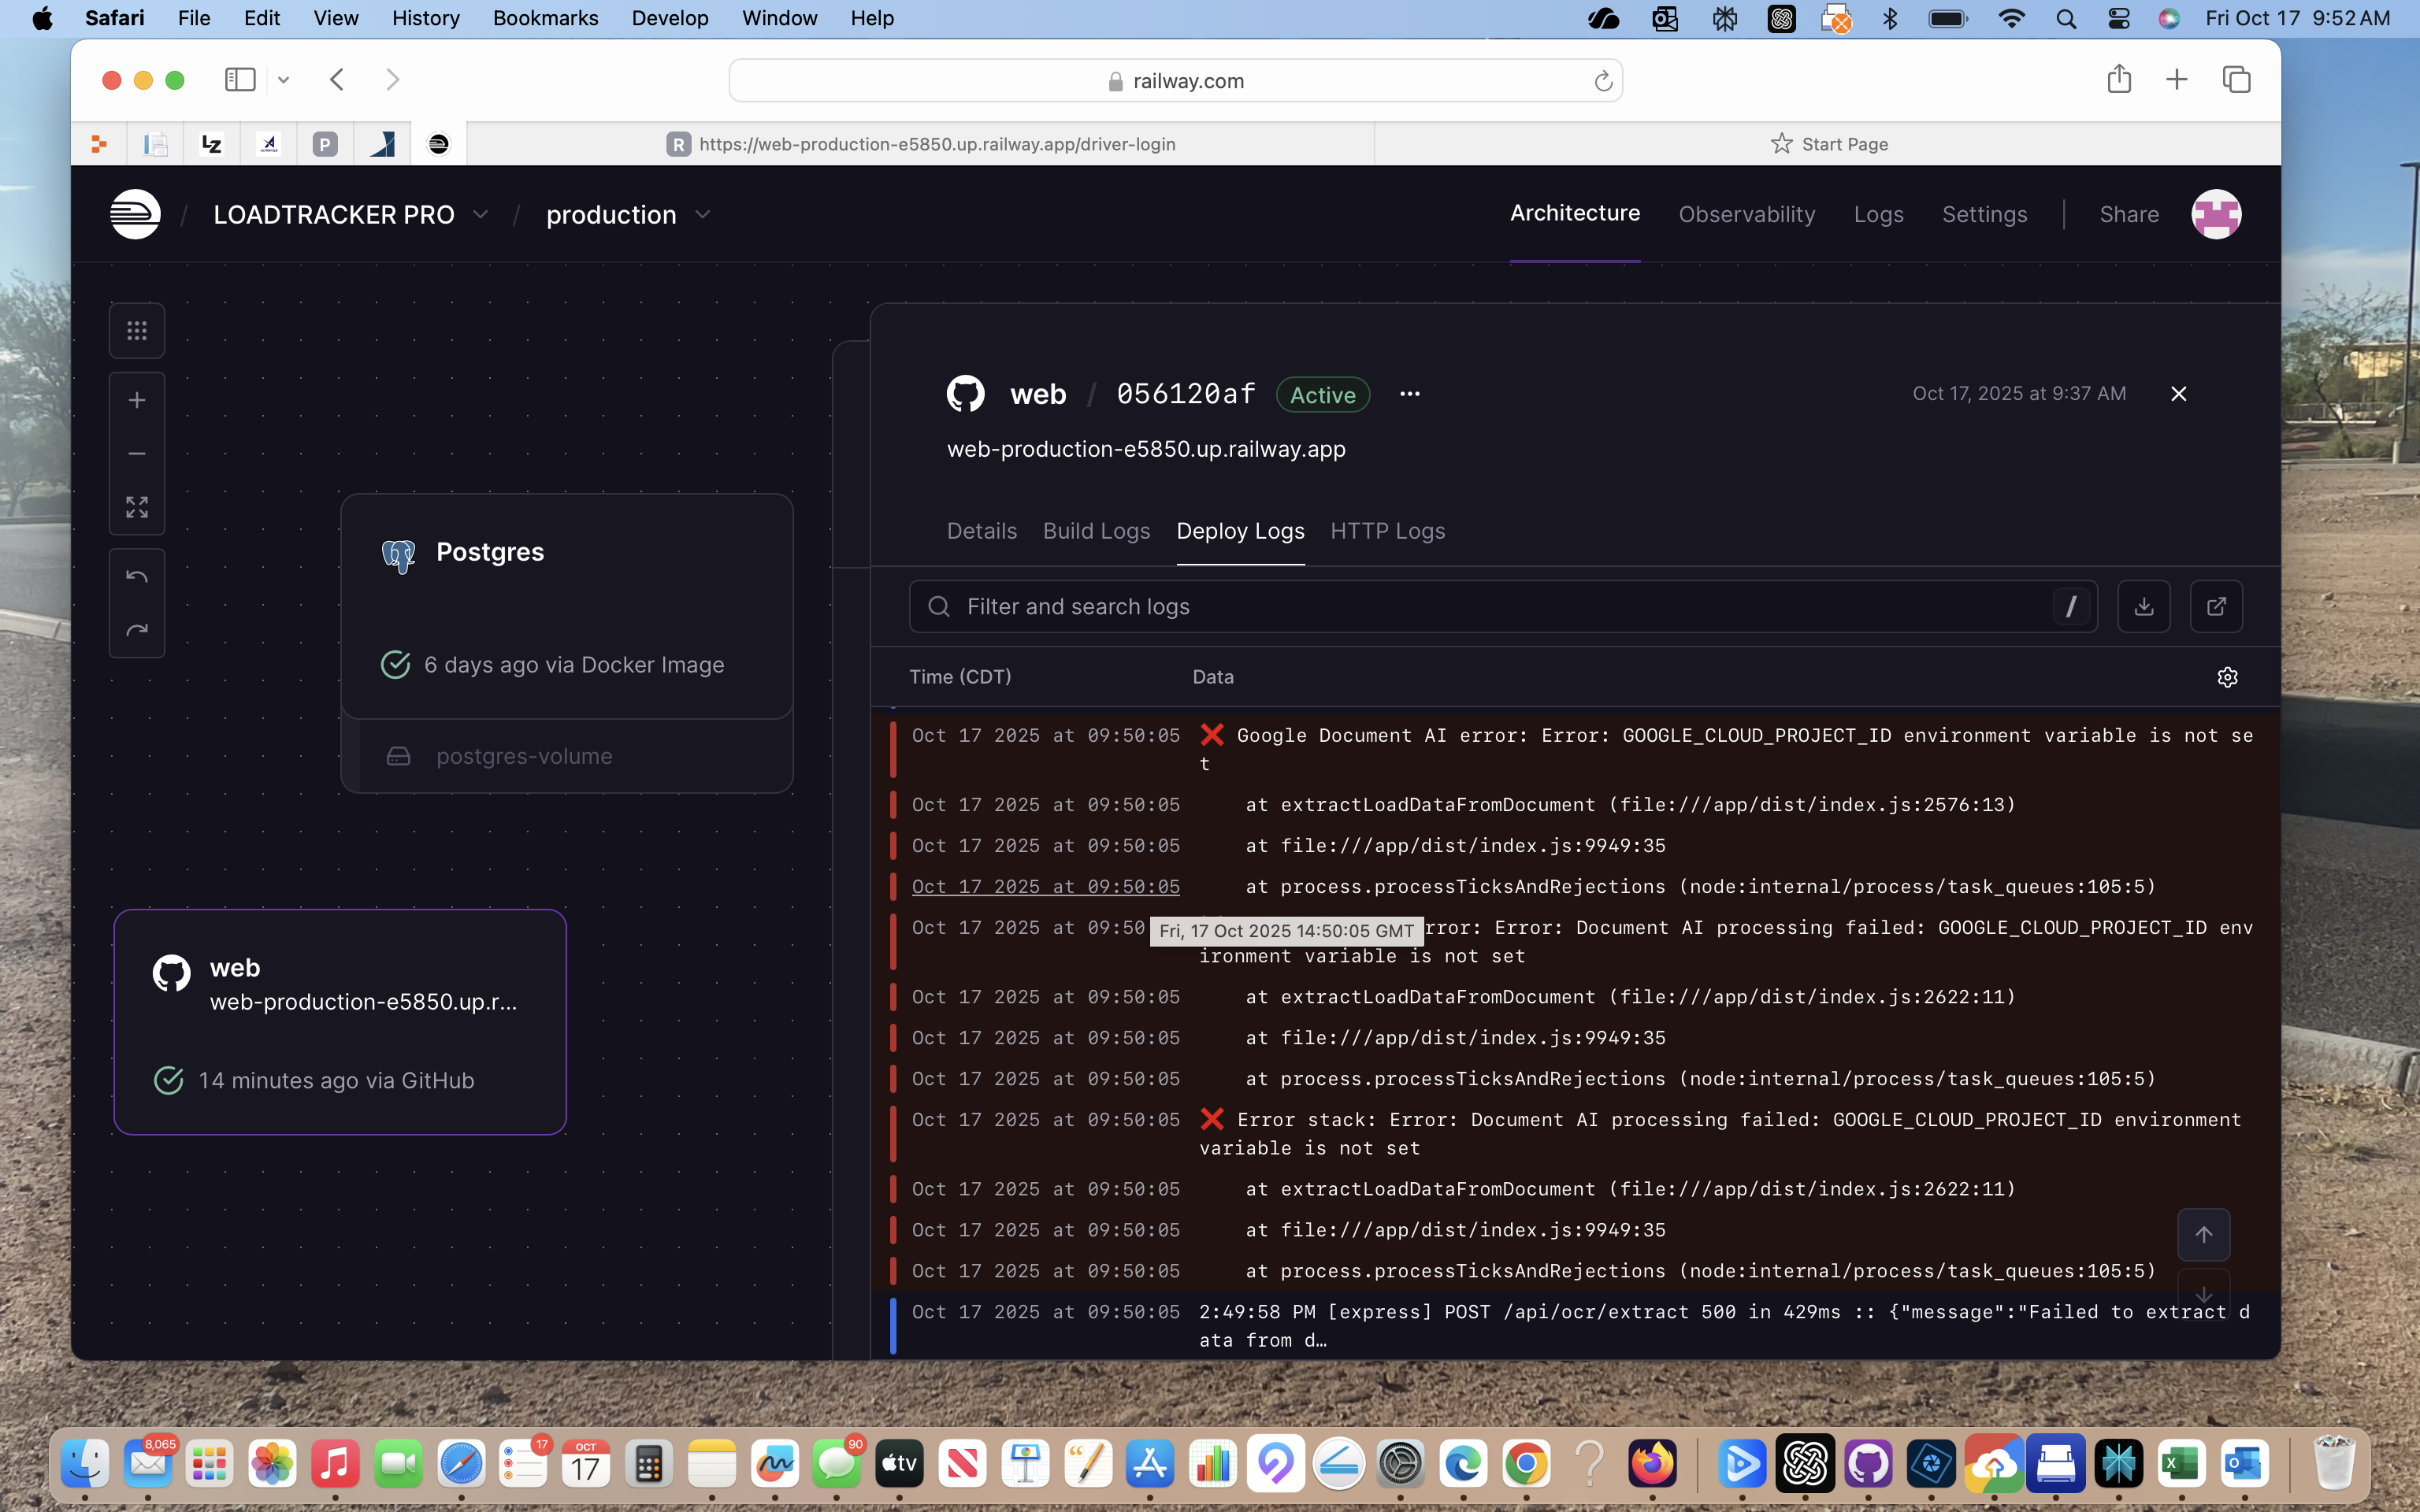 Safari File Edit View History Bookmarks Develop Window Help Fri Oct 17 9:52 AM
railway.com
LZ
P
R https://web-production-e5850.up.railway.app/driver-login
Start Page
LOADTRACKER PRO / production
Architecture Observability Logs Settings Share
Postgres
6 days ago via Docker Image
postgres-volume
web
web-production-e5850.up.r...
14 minutes ago via GitHub
web / 056120af Active ···
Oct 17, 2025 at 9:37 AM
web-production-e5850.up.railway.app
Details Build Logs Deploy Logs HTTP Logs
Filter and search logs /
Time (CDT) Data
Oct 17 2025 at 09:50:05 ❌ Google Document AI error: Error: GOOGLE_CLOUD_PROJECT_ID environment variable is not se
t
Oct 17 2025 at 09:50:05 at extractLoadDataFromDocument (file:///app/dist/index.js:2576:13)
Oct 17 2025 at 09:50:05 at file:///app/dist/index.js:9949:35
Oct 17 2025 at 09:50:05 at process.processTicksAndRejections (node:internal/process/task_queues:105:5)
Oct 17 2025 at 09:50 rror: Error: Document AI processing failed: GOOGLE_CLOUD_PROJECT_ID env
Fri, 17 Oct 2025 14:50:05 GMT
ironment variable is not set
Oct 17 2025 at 09:50:05 at extractLoadDataFromDocument (file:///app/dist/index.js:2622:11)
Oct 17 2025 at 09:50:05 at file:///app/dist/index.js:9949:35
Oct 17 2025 at 09:50:05 at process.processTicksAndRejections (node:internal/process/task_queues:105:5)
Oct 17 2025 at 09:50:05 ❌ Error stack: Error: Document AI processing failed: GOOGLE_CLOUD_PROJECT_ID environment
variable is not set
Oct 17 2025 at 09:50:05 at extractLoadDataFromDocument (file:///app/dist/index.js:2622:11)
Oct 17 2025 at 09:50:05 at file:///app/dist/index.js:9949:35
Oct 17 2025 at 09:50:05 at process.processTicksAndRejections (node:internal/process/task_queues:105:5)
Oct 17 2025 at 09:50:05 2:49:58 PM [express] POST /api/ocr/extract 500 in 429ms :: {"message":"Failed to extract d
ata from d…
8,065
17
OCT
17
90
tv